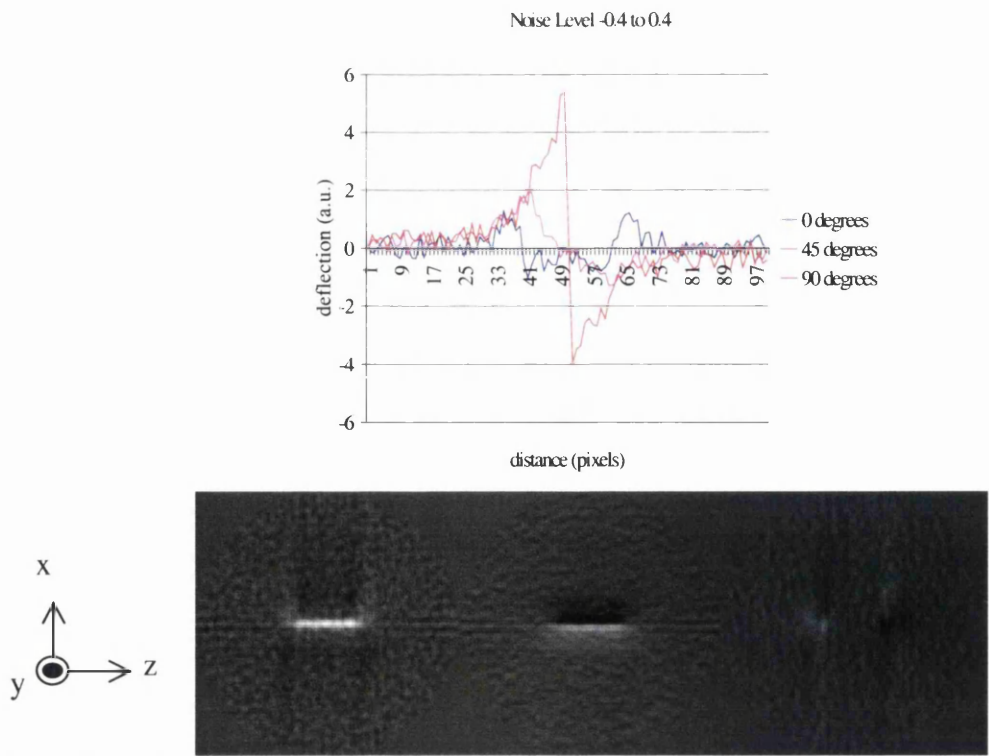 Noise Level -0.4 to 0.4
6
4
2
0
-2
-4
-6
deflection (a.u.)
1
9
17
25
33
41
49
57
65
73
81
89
97
0 degrees
45 degrees
90 degrees
distance (pixels)
x
y
z